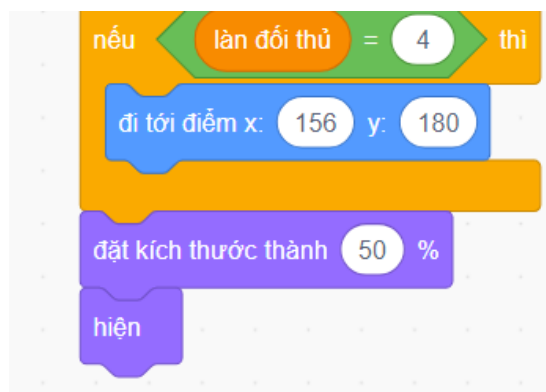 nếu làn đối thủ = 4 thì
đi tới điểm x: 156 y: 180
đặt kích thước thành 50 %
hiện